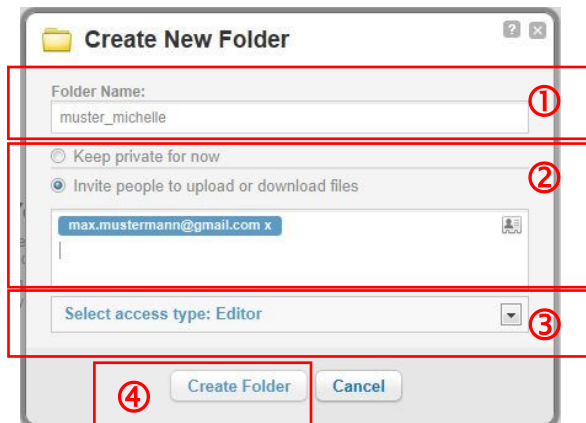 Create New Folder ? x
Folder Name: ①
muster_michelle
Keep private for now ②
Invite people to upload or download files
max.mustermann@gmail.com x
Select access type: Editor ③
④ Create Folder Cancel